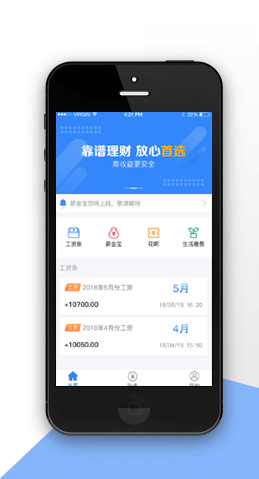 VIRGIN
4:21 PM
22%
靠谱理财 放心首选
高收益更安全
薪金宝即将上线，敬请期待
工资条
薪金宝
花呗
生活缴费
工资条
工资 2018年5月份工资
5月
+10700.00
18/05/15 16:20
工资 2018年4月份工资
4月
+10050.00
18/04/15 15:50
我的